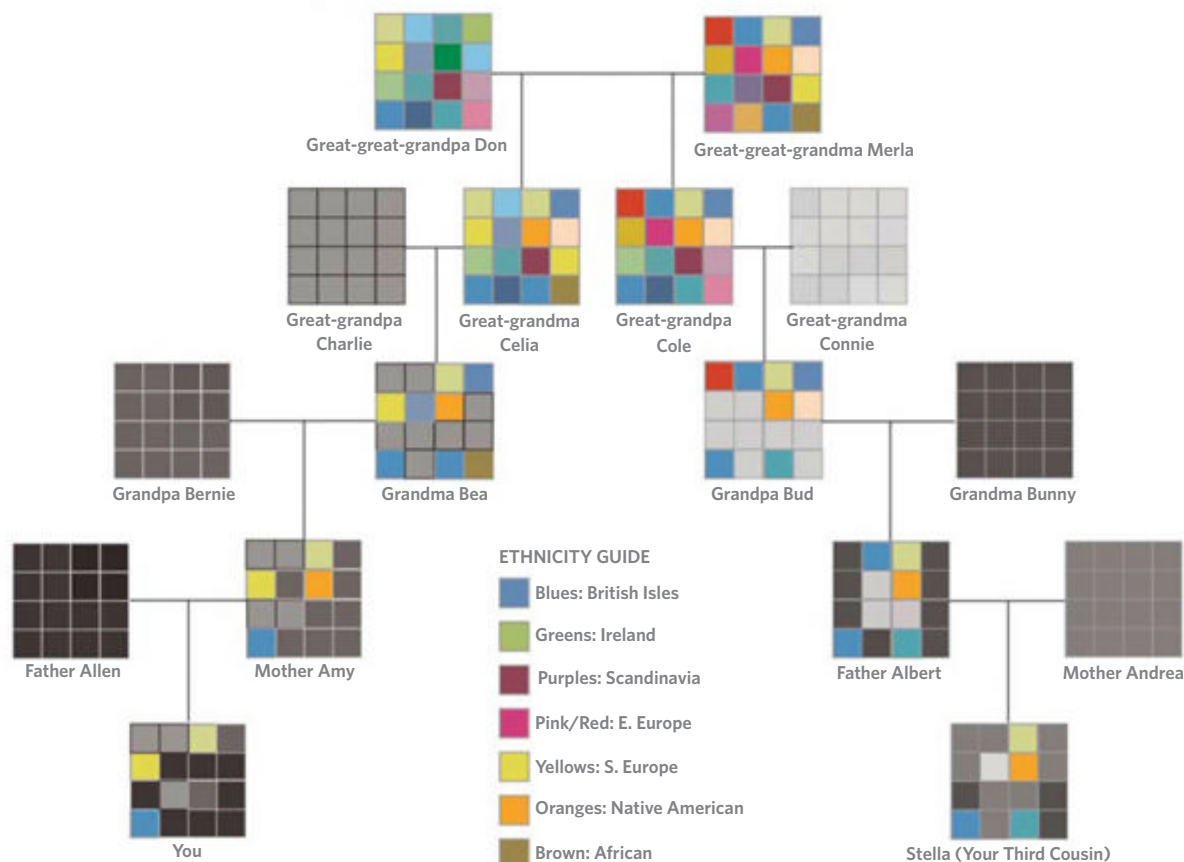 Great-great-grandpa Don
Great-great-grandma Merla
Great-grandpa
Charlie
Great-grandma
Celia
Great-grandpa
Cole
Great-grandma
Connie
Grandpa Bernie
Grandma Bea
Grandpa Bud
Grandma Bunny
Father Allen
Mother Amy
ETHNICITY GUIDE
Blues: British Isles
Greens: Ireland
Purples: Scandinavia
Pink/Red: E. Europe
Yellows: S. Europe
Oranges: Native American
Brown: African
Father Albert
Mother Andrea
You
Stella (Your Third Cousin)